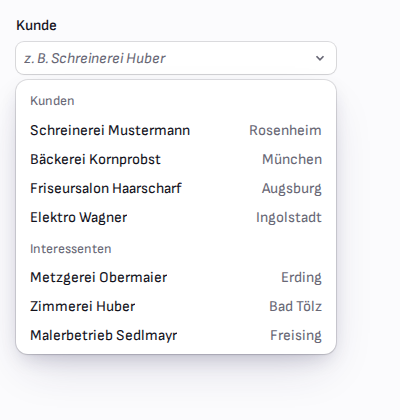 Kunde
z. B. Schreinerei Huber
Kunden
Schreinerei Mustermann Rosenheim
Bäckerei Kornprobst München
Friseursalon Haarscharf Augsburg
Elektro Wagner Ingolstadt
Interessenten
Metzgerei Obermaier Erding
Zimmerei Huber Bad Tölz
Malerbetrieb Sedlmayr Freising